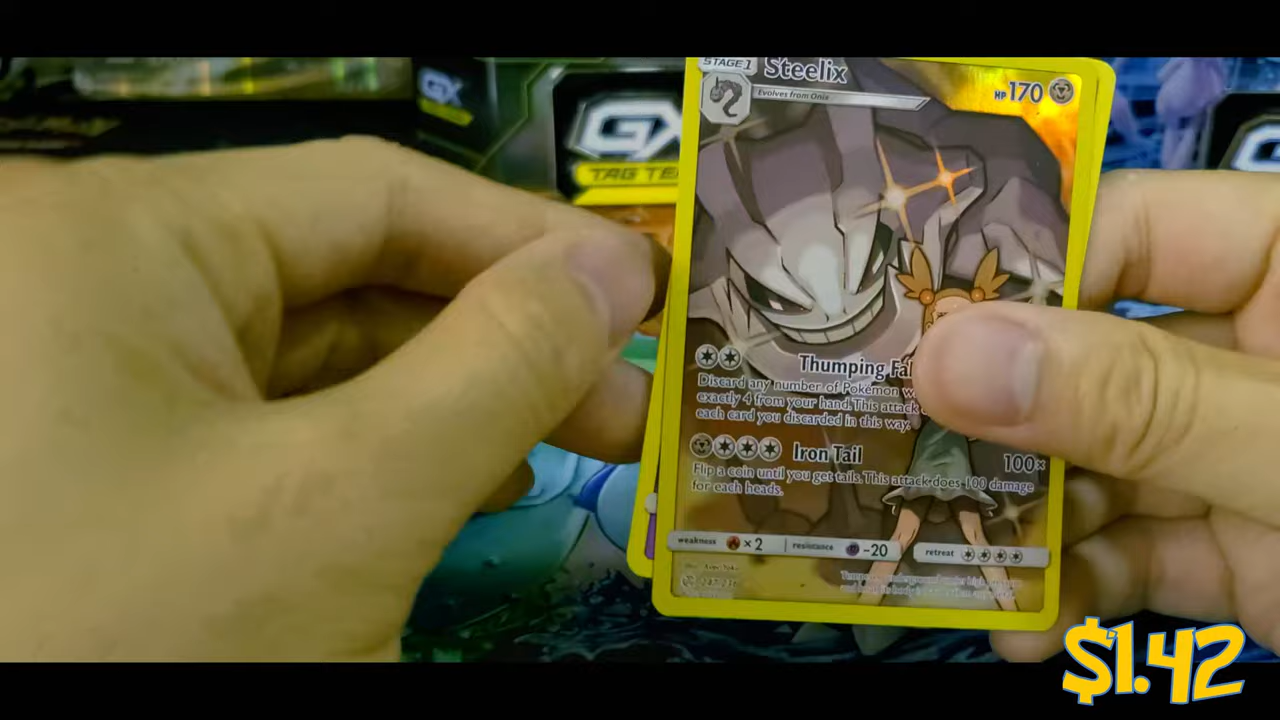 GX
GX
TAG TE
STAGE 1
Steelix
HP 170
Evolves from Onix
Thumping Fa
Discard any number of Pokémon w
exactly 4 from your hand. This attack
each card you discarded in this way.
Iron Tail
100×
Flip a coin until you get tails. This attack does 100 damage
for each heads.
weakness ×2 resistance -20 retreat
$1.42